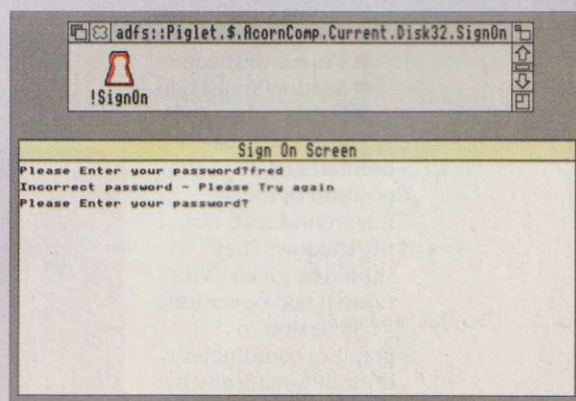 adfs::Piglet.$.AcornComp.Current.Disk32.SignOn
!SignOn
Sign On Screen
Please Enter your password?fred
Incorrect password - Please Try again
Please Enter your password?